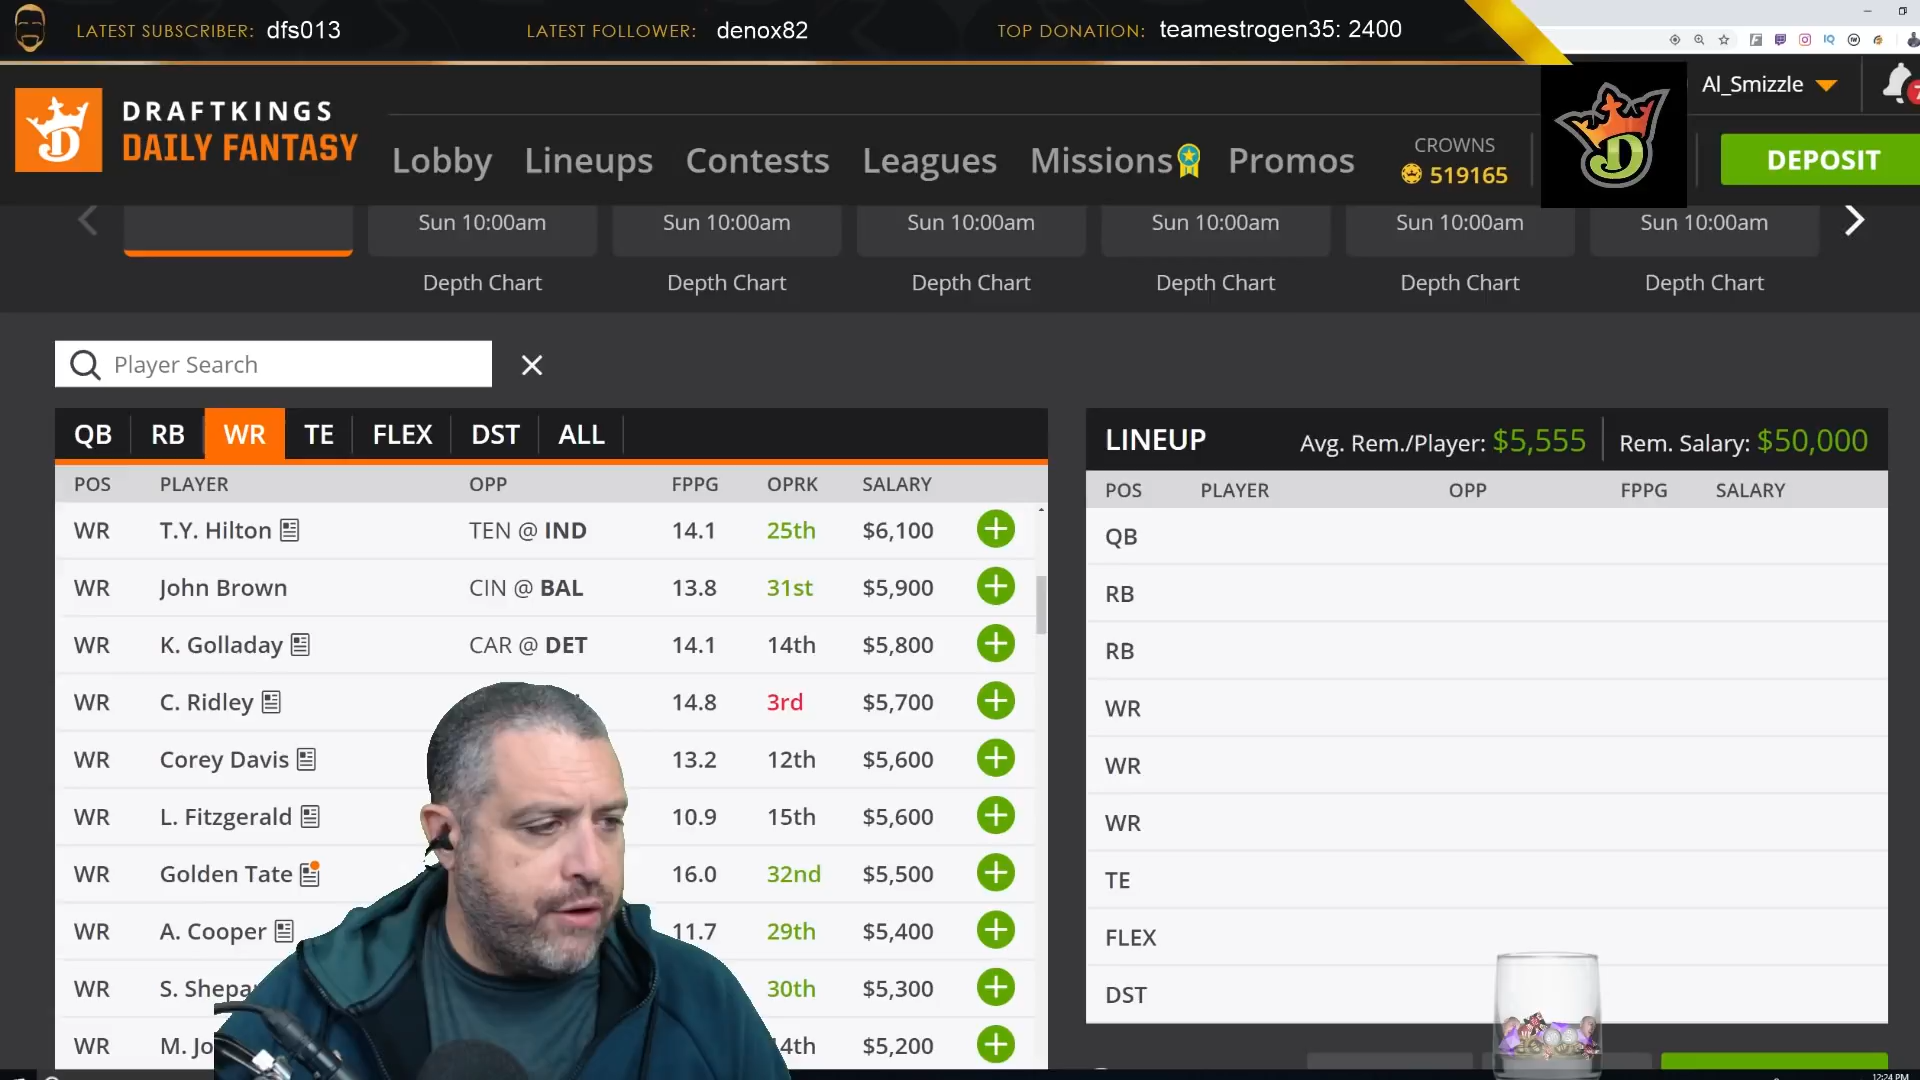 LATEST SUBSCRIBER: dfs013
LATEST FOLLOWER: denox82
TOP DONATION: teamestrogen35: 2400
DRAFTKINGS
DAILY FANTASY
Lobby Lineups Contests Leagues Missions Promos
CROWNS
519165
Al_Smizzle
7
DEPOSIT
Sun 10:00am Sun 10:00am Sun 10:00am Sun 10:00am Sun 10:00am Sun 10:00am
Depth Chart Depth Chart Depth Chart Depth Chart Depth Chart Depth Chart
Player Search
QB RB WR TE FLEX DST ALL
POS PLAYER OPP FPPG OPRK SALARY
WR T.Y. Hilton TEN @ IND 14.1 25th $6,100
WR John Brown CIN @ BAL 13.8 31st $5,900
WR K. Golladay CAR @ DET 14.1 14th $5,800
WR C. Ridley 14.8 3rd $5,700
WR Corey Davis 13.2 12th $5,600
WR L. Fitzgerald 10.9 15th $5,600
WR Golden Tate 16.0 32nd $5,500
WR A. Cooper 11.7 29th $5,400
WR S. Shepa 30th $5,300
WR M. Jo 4th $5,200
LINEUP Avg. Rem./Player: $5,555 Rem. Salary: $50,000
POS PLAYER OPP FPPG SALARY
QB
RB
RB
WR
WR
WR
TE
FLEX
DST
12:24 PM